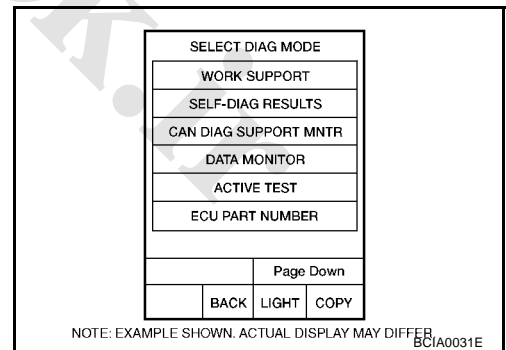 SELECT DIAG MODE
WORK SUPPORT
SELF-DIAG RESULTS
CAN DIAG SUPPORT MNTR
DATA MONITOR
ACTIVE TEST
ECU PART NUMBER
Page Down
BACK LIGHT COPY
NOTE: EXAMPLE SHOWN. ACTUAL DISPLAY MAY DIFFER.
BCIA0031E